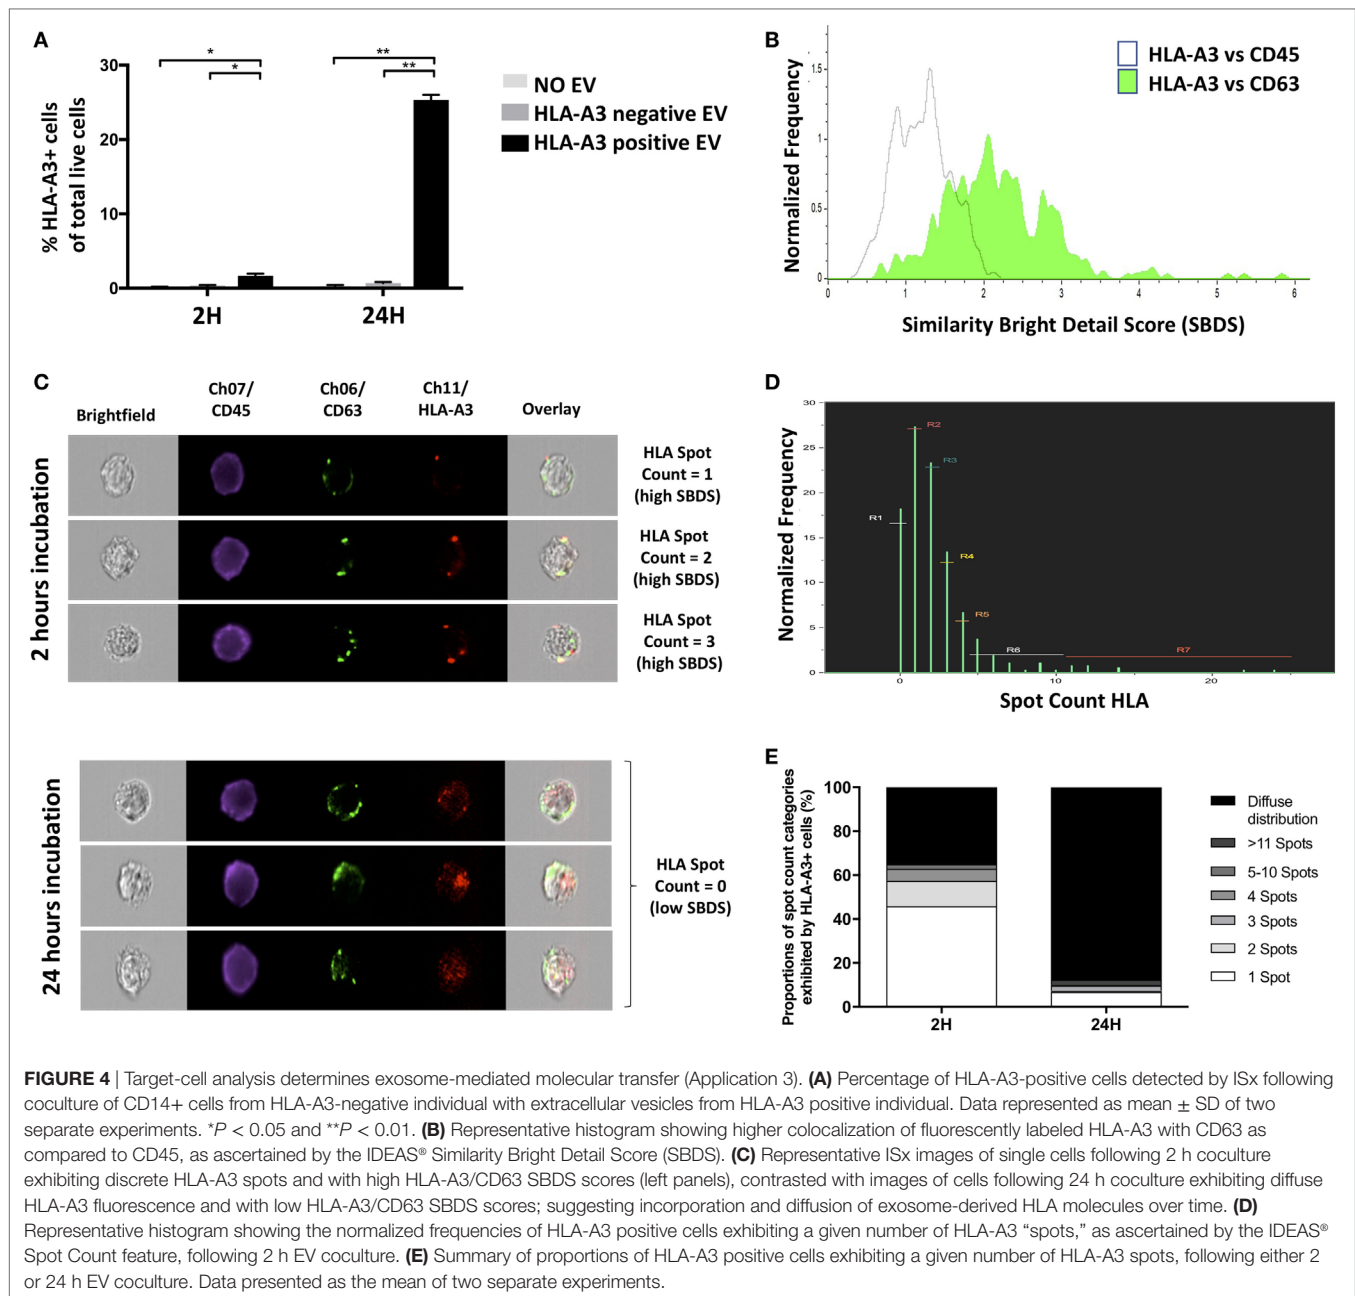 A
30
20
10
0
% HLA-A3+ cells
of total live cells
*
*
**
**
2H
24H
NO EV
HLA-A3 negative EV
HLA-A3 positive EV
B
Normalized Frequency
1.5
1
0.5
0
0 1 2 3 4 5 6
Similarity Bright Detail Score (SBDS)
HLA-A3 vs CD45
HLA-A3 vs CD63
C
Brightfield
Ch07/
CD45
Ch06/
CD63
Ch11/
HLA-A3
Overlay
2 hours incubation
HLA Spot
Count = 1
(high SBDS)
HLA Spot
Count = 2
(high SBDS)
HLA Spot
Count = 3
(high SBDS)
24 hours incubation
HLA Spot
Count = 0
(low SBDS)
D
Normalized Frequency
30
25
20
15
10
5
0
R1
R2
R3
R4
R5
R6
R7
0 10 20
Spot Count HLA
E
Proportions of spot count categories
exhibited by HLA-A3+ cells (%)
100
80
60
40
20
0
2H
24H
Diffuse
distribution
>11 Spots
5-10 Spots
4 Spots
3 Spots
2 Spots
1 Spot
FIGURE 4 | Target-cell analysis determines exosome-mediated molecular transfer (Application 3). (A) Percentage of HLA-A3-positive cells detected by ISx following
coculture of CD14+ cells from HLA-A3-negative individual with extracellular vesicles from HLA-A3 positive individual. Data represented as mean ± SD of two
separate experiments. *P < 0.05 and **P < 0.01. (B) Representative histogram showing higher colocalization of fluorescently labeled HLA-A3 with CD63 as
compared to CD45, as ascertained by the IDEAS® Similarity Bright Detail Score (SBDS). (C) Representative ISx images of single cells following 2 h coculture
exhibiting discrete HLA-A3 spots and with high HLA-A3/CD63 SBDS scores (left panels), contrasted with images of cells following 24 h coculture exhibiting diffuse
HLA-A3 fluorescence and with low HLA-A3/CD63 SBDS scores; suggesting incorporation and diffusion of exosome-derived HLA molecules over time. (D)
Representative histogram showing the normalized frequencies of HLA-A3 positive cells exhibiting a given number of HLA-A3 “spots,” as ascertained by the IDEAS®
Spot Count feature, following 2 h EV coculture. (E) Summary of proportions of HLA-A3 positive cells exhibiting a given number of HLA-A3 spots, following either 2
or 24 h EV coculture. Data presented as the mean of two separate experiments.